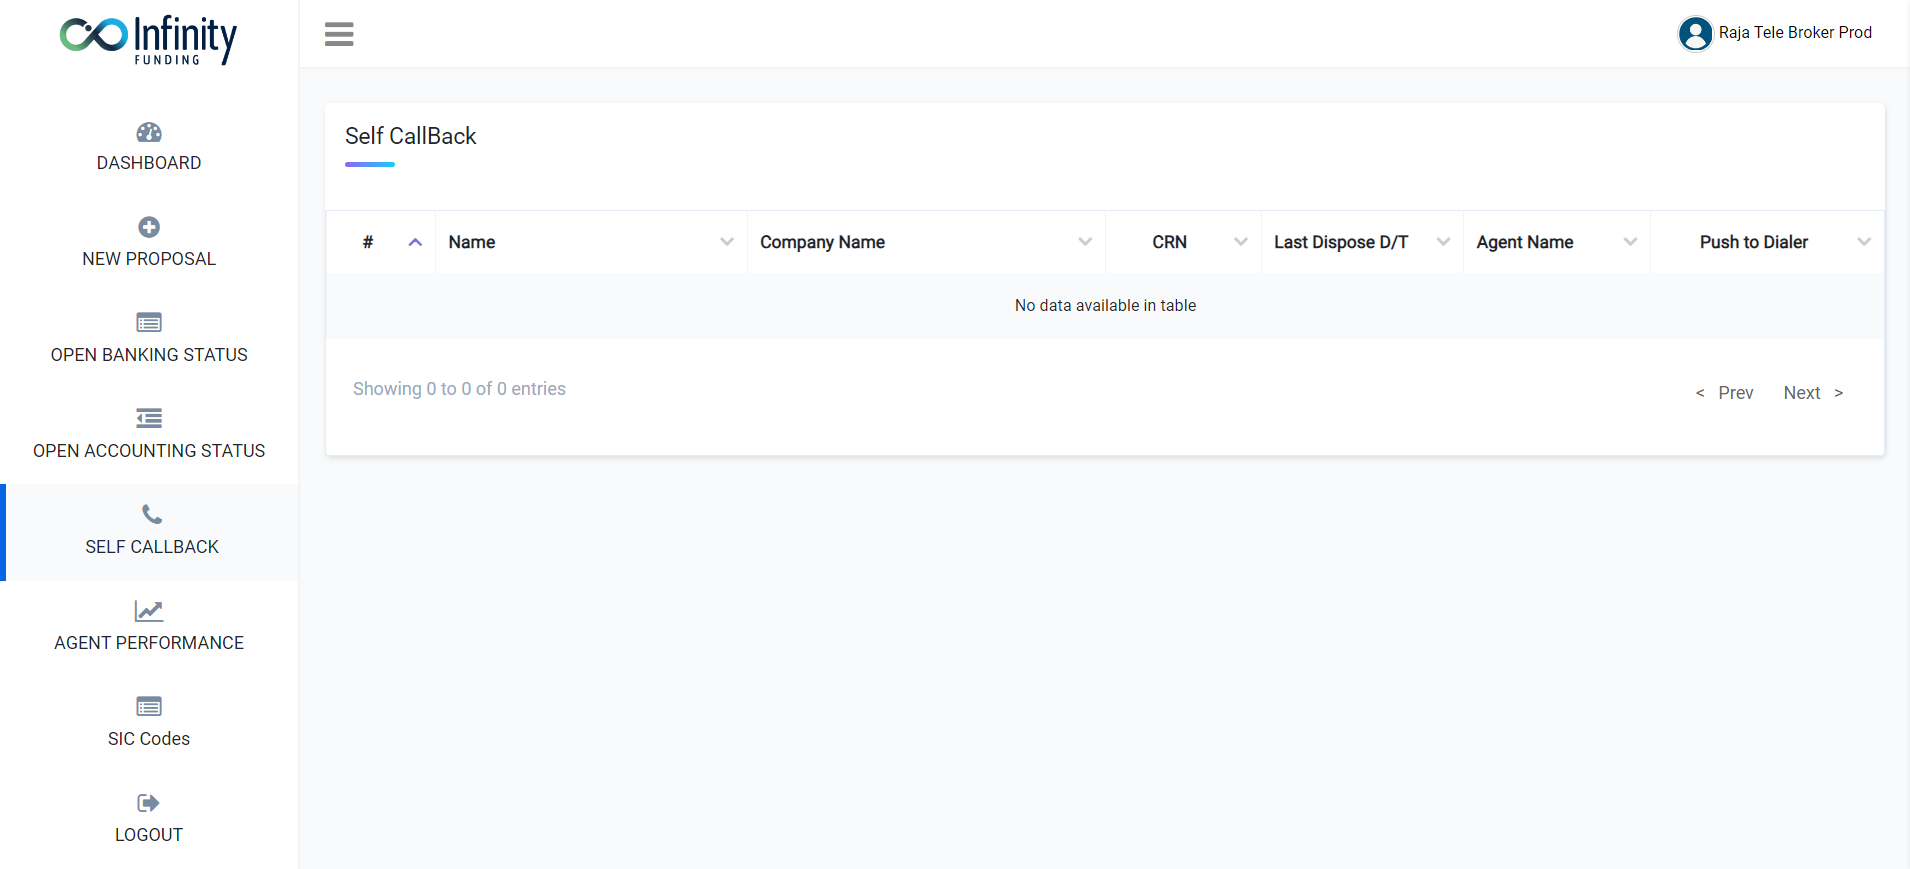 Infinity
FUNDING
Raja Tele Broker Prod
DASHBOARD
NEW PROPOSAL
OPEN BANKING STATUS
OPEN ACCOUNTING STATUS
SELF CALLBACK
AGENT PERFORMANCE
SIC Codes
LOGOUT
Self CallBack
# Name Company Name CRN Last Dispose D/T Agent Name Push to Dialer
No data available in table
Showing 0 to 0 of 0 entries
< Prev Next >